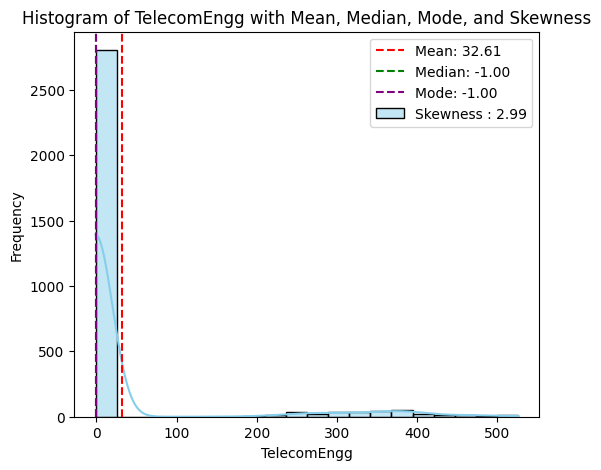 Histogram of TelecomEngg with Mean, Median, Mode, and Skewness
Mean: 32.61
Median: -1.00
Mode: -1.00
Skewness : 2.99
Frequency
2500
2000
1500
1000
500
0
0 100 200 300 400 500
TelecomEngg